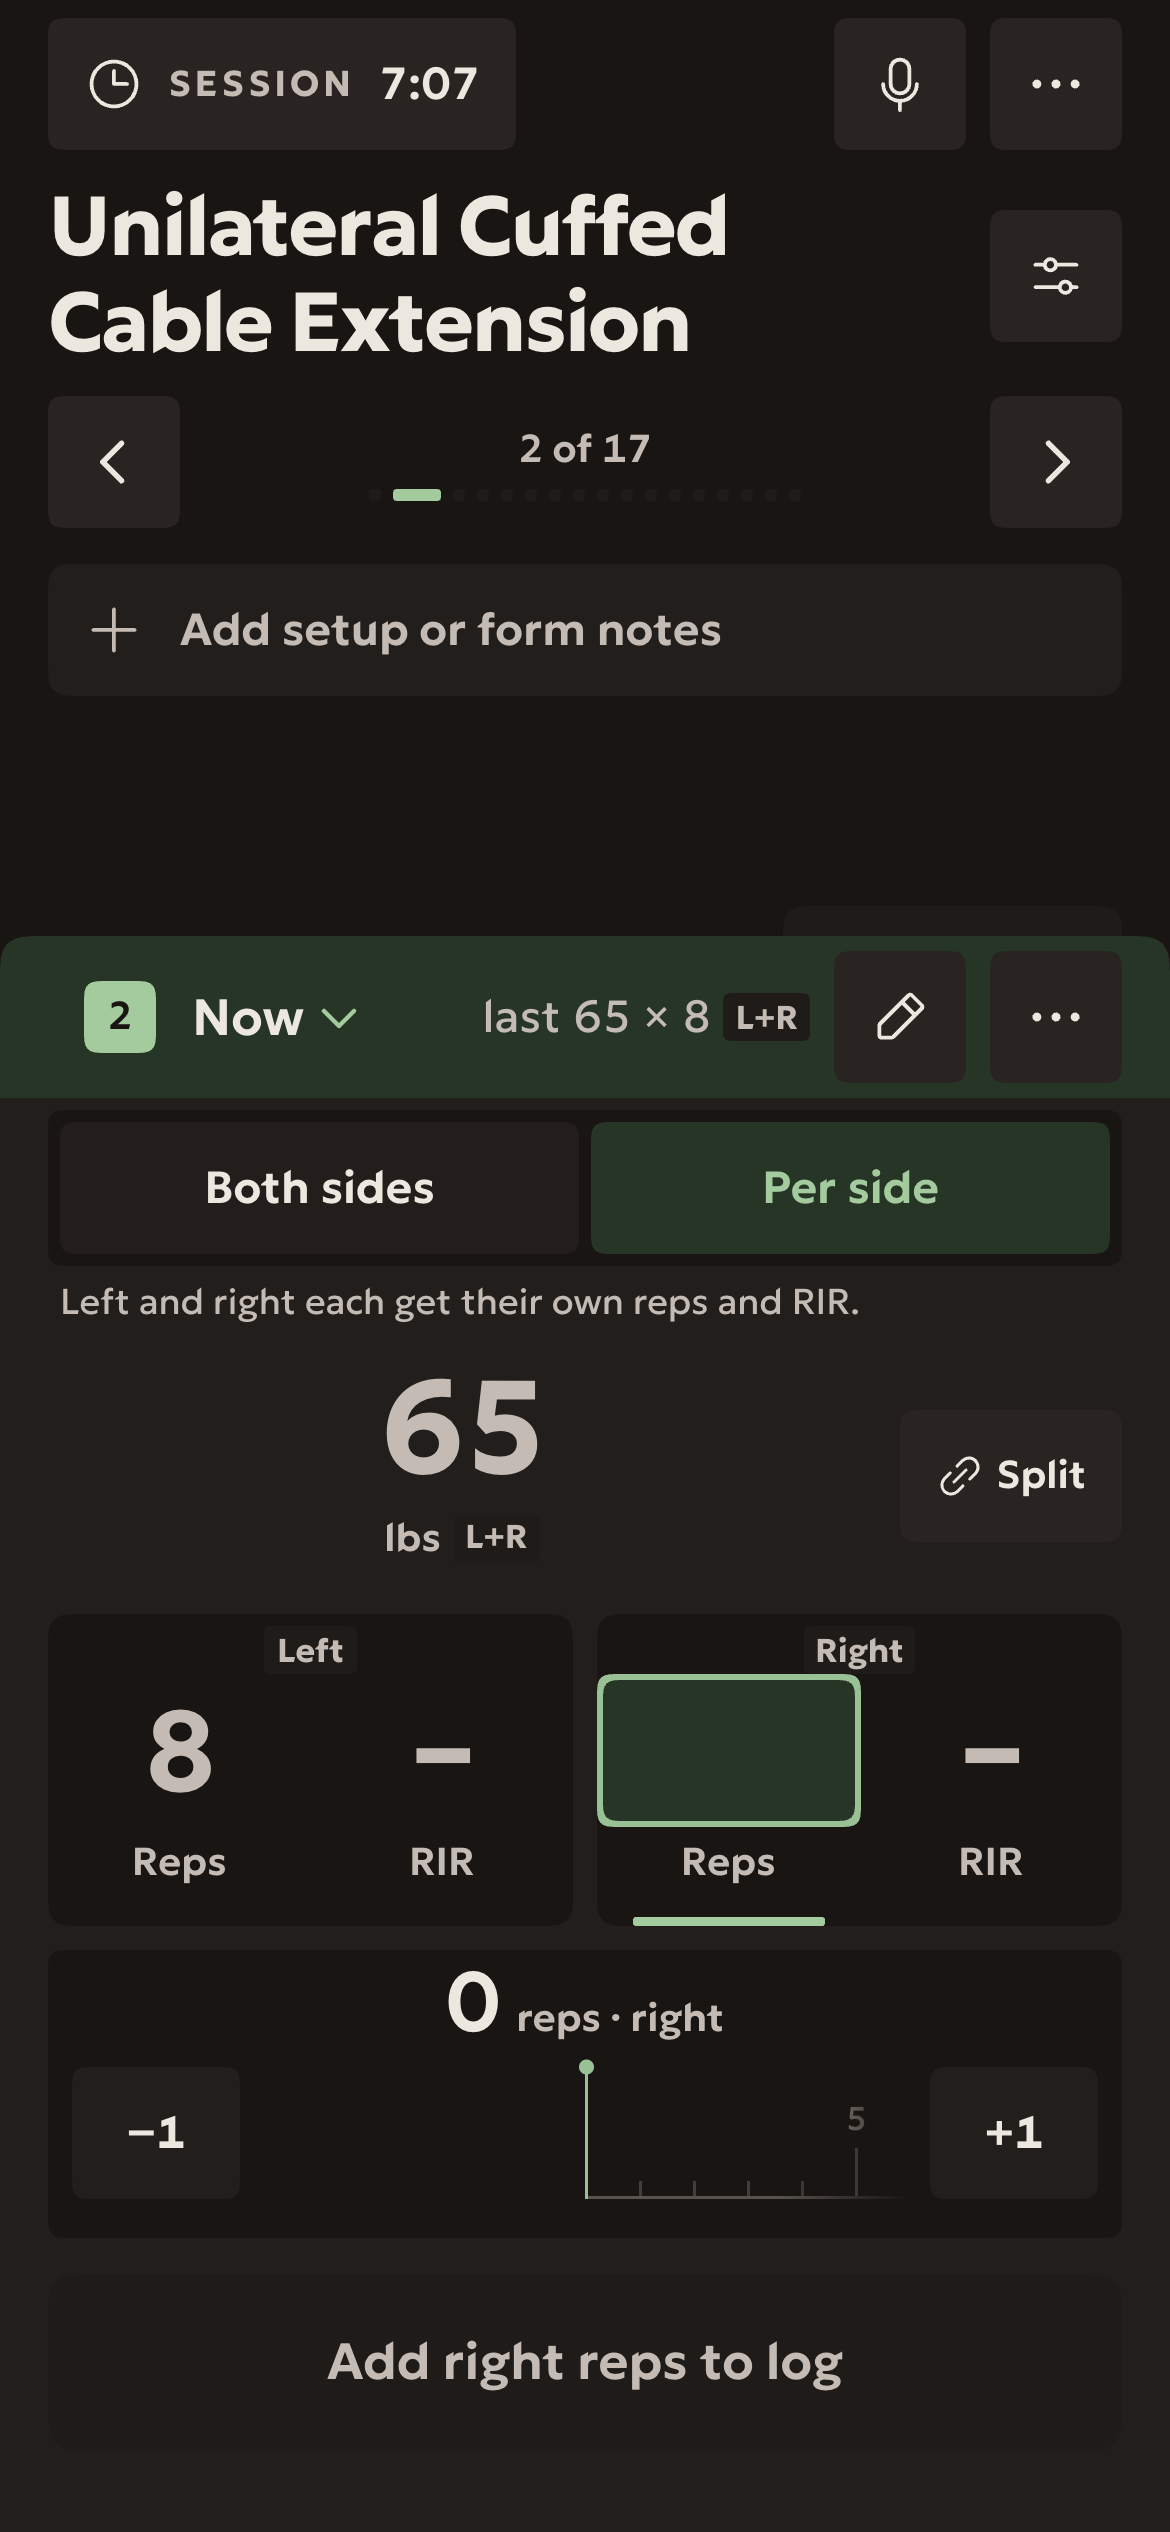 SESSION 7:07
Unilateral Cuffed
Cable Extension
2 of 17
Add setup or form notes
2 Now last 65 × 8 L+R
Both sides Per side
Left and right each get their own reps and RIR.
65
lbs L+R
Split
Left Right
8 – –
Reps RIR Reps RIR
0 reps · right
5
−1 +1
Add right reps to log